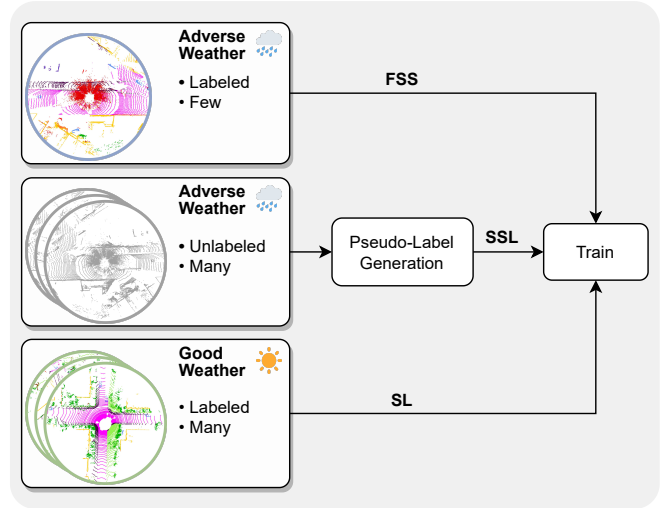 Adverse
Weather
• Labeled
• Few
FSS
Adverse
Weather
• Unlabeled
• Many
Pseudo-Label
Generation
SSL
Train
Good
Weather
• Labeled
• Many
SL